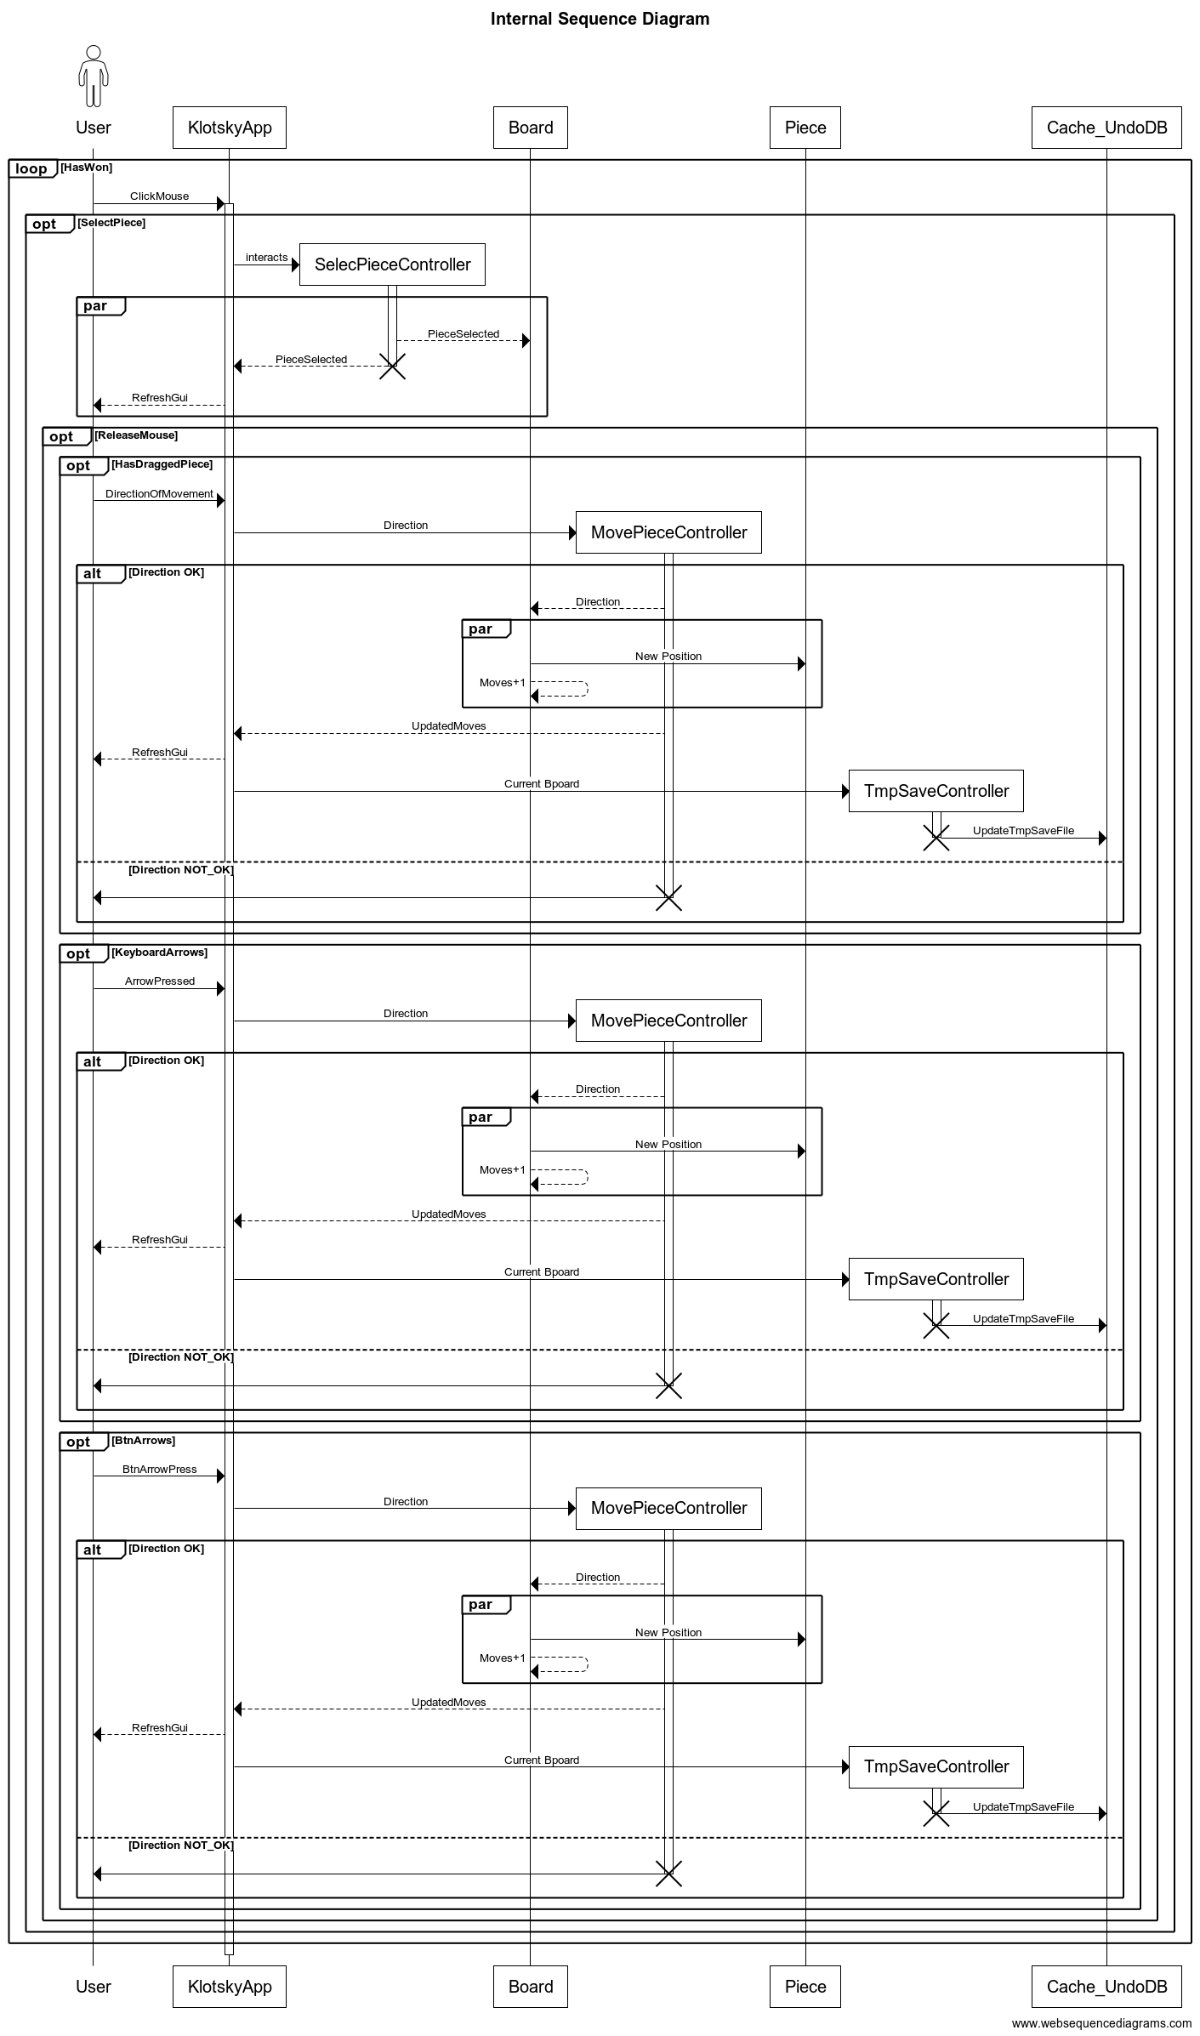 Internal Sequence Diagram
User
KlotskyApp
Board
Piece
Cache_UndoDB
loop [HasWon]
ClickMouse
opt [SelectPiece]
interacts
SelecPieceController
par
PieceSelected
PieceSelected
RefreshGui
opt [ReleaseMouse]
opt [HasDraggedPiece]
DirectionOfMovement
Direction
MovePieceController
alt [Direction OK]
Direction
par
New Position
Moves+1
UpdatedMoves
RefreshGui
Current Bpoard
TmpSaveController
UpdateTmpSaveFile
[Direction NOT_OK]
opt [KeyboardArrows]
ArrowPressed
Direction
MovePieceController
alt [Direction OK]
Direction
par
New Position
Moves+1
UpdatedMoves
RefreshGui
Current Bpoard
TmpSaveController
UpdateTmpSaveFile
[Direction NOT_OK]
opt [BtnArrows]
BtnArrowPress
Direction
MovePieceController
alt [Direction OK]
Direction
par
New Position
Moves+1
UpdatedMoves
RefreshGui
Current Bpoard
TmpSaveController
UpdateTmpSaveFile
[Direction NOT_OK]
User
KlotskyApp
Board
Piece
Cache_UndoDB
www.websequencediagrams.com